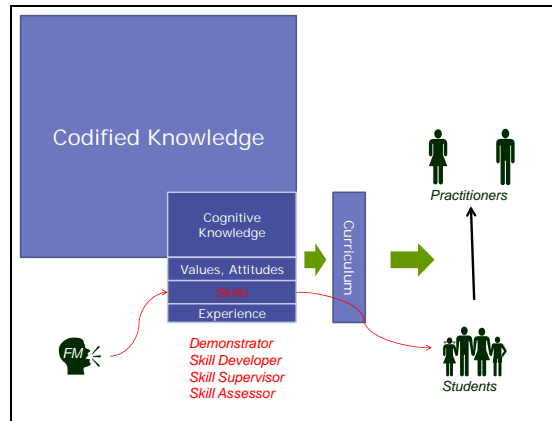 Codified Knowledge
Cognitive
Knowledge
Values, Attitudes
Skills
Experience
Curriculum
Practitioners
FM
Demonstrator
Skill Developer
Skill Supervisor
Skill Assessor
Students